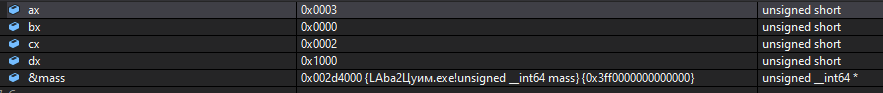 ax 0x0003 unsigned short
bx 0x0000 unsigned short
cx 0x0002 unsigned short
dx 0x1000 unsigned short
&mass 0x002d4000 {LAba2Цуим.exe!unsigned __int64 mass} {0x3ff0000000000000} unsigned __int64 *